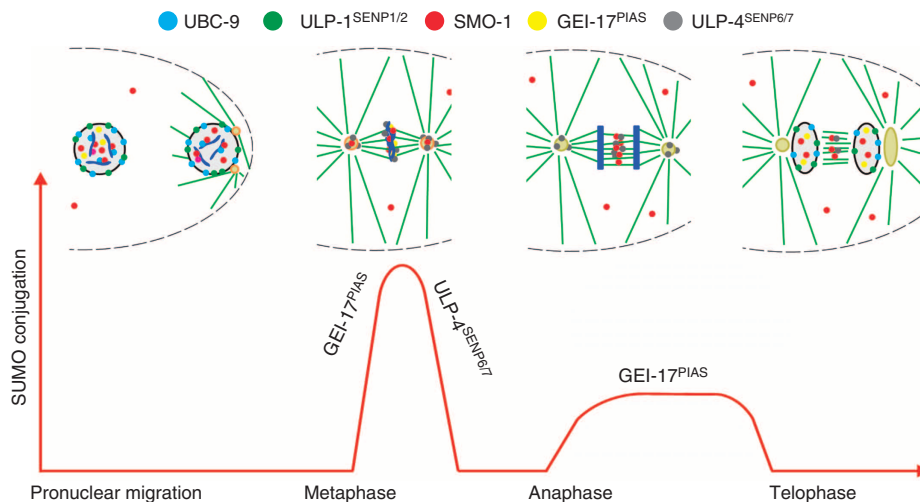 UBC-9 ULP-1SENP1/2 SMO-1 GEI-17PIAS ULP-4SENP6/7
SUMO conjugation
GEI-17PIAS
ULP-4SENP6/7
GEI-17PIAS
Pronuclear migration Metaphase Anaphase Telophase